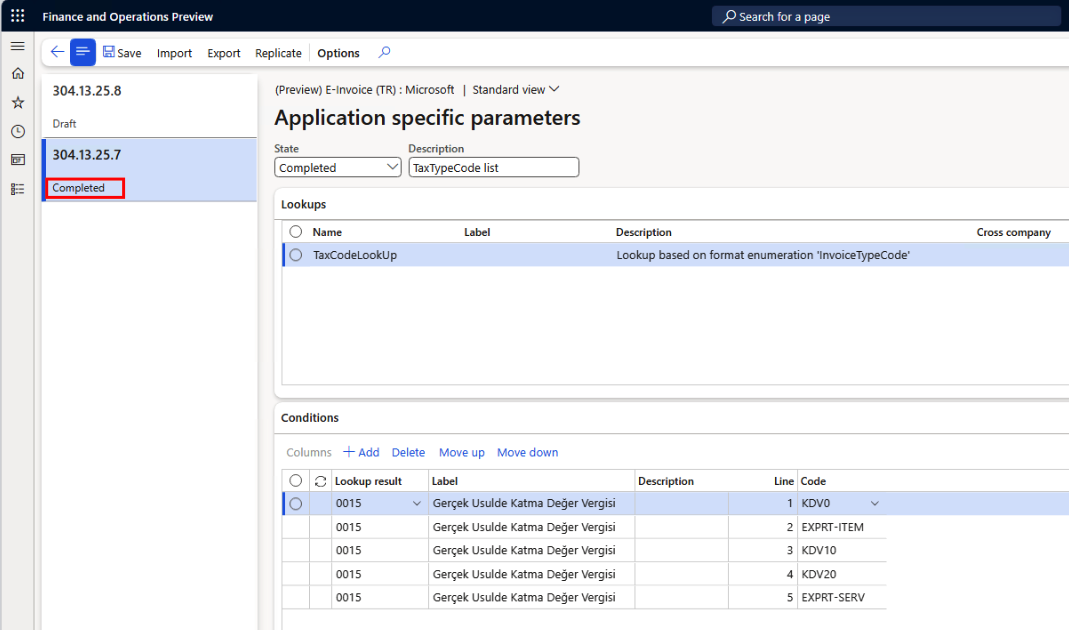 Finance and Operations Preview
Search for a page
Save Import Export Replicate Options
304.13.25.8
Draft
304.13.25.7
Completed
(Preview) E-Invoice (TR) : Microsoft | Standard view
Application specific parameters
State Description
Completed TaxTypeCode list
Lookups
Name Label Description Cross company
TaxCodeLookUp Lookup based on format enumeration 'InvoiceTypeCode'
Conditions
Columns + Add Delete Move up Move down
Lookup result Label Description Line Code
0015 Gerçek Usulde Katma Değer Vergisi 1 KDV0
0015 Gerçek Usulde Katma Değer Vergisi 2 EXPRT-ITEM
0015 Gerçek Usulde Katma Değer Vergisi 3 KDV10
0015 Gerçek Usulde Katma Değer Vergisi 4 KDV20
0015 Gerçek Usulde Katma Değer Vergisi 5 EXPRT-SERV